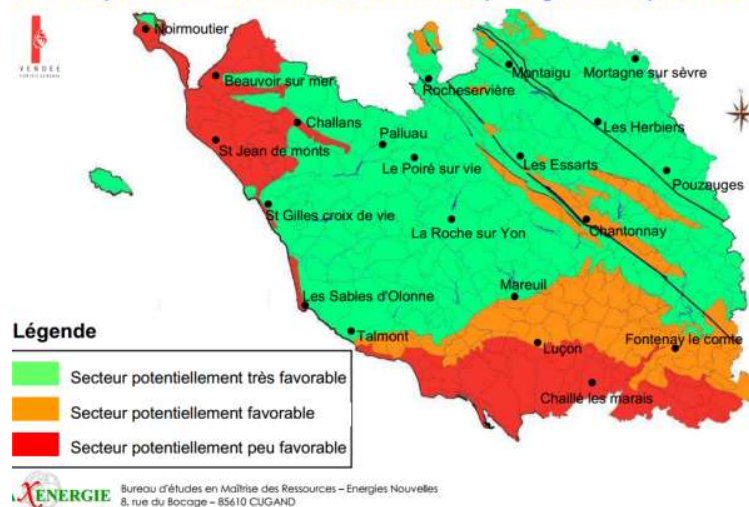 VENDEE
CONSEIL GENERAL
Noirmoutier
Beauvoir sur mer
Rocheservière
Montaigu
Mortagne sur sèvre
Challans
Palluau
Les Herbiers
St Jean de monts
Le Poiré sur vie
Les Essarts
Pouzauges
St Gilles croix de vie
La Roche sur Yon
Chantonnay
Mareuil
Les Sables d'Olonne
Talmont
Luçon
Fontenay le comte
Chaillé les marais
Légende
Secteur potentiellement très favorable
Secteur potentiellement favorable
Secteur potentiellement peu favorable
XENERGIE
Bureau d'études en Maîtrise des Ressources – Energies Nouvelles
8, rue du Bocage – 85610 CUGAND